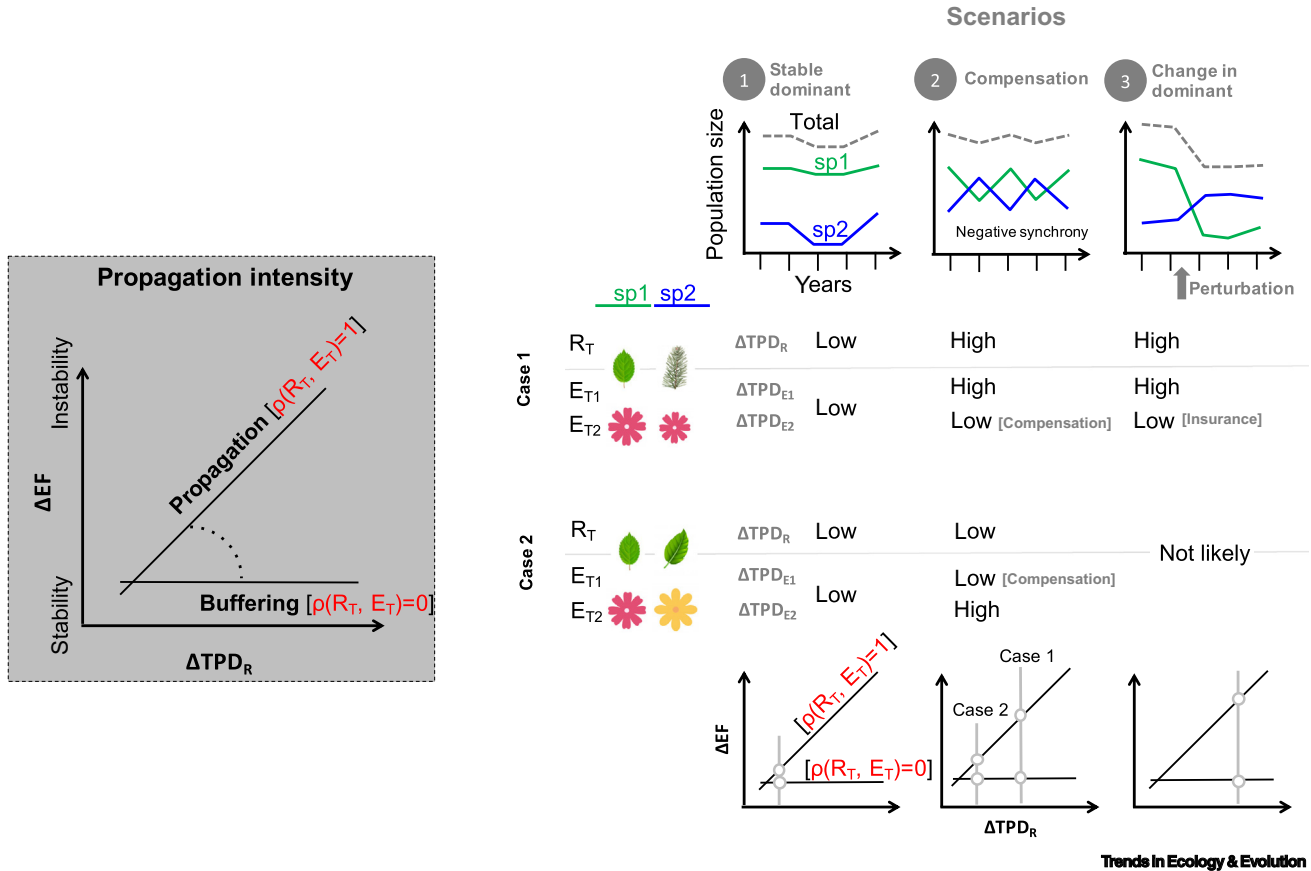 Scenarios
1
Stable
dominant
2
Compensation
3
Change in
dominant
Population size
Total
sp1
sp2
Years
Negative synchrony
Perturbation
Propagation intensity
Instability
Stability
ΔEF
Propagation [ρ(R_T, E_T)=1]
Buffering [ρ(R_T, E_T)=0]
ΔTPD_R
sp1 sp2
Case 1
R_T ΔTPD_R Low High High
E_T1 ΔTPD_E1 High High
Low
E_T2 ΔTPD_E2 Low [Compensation] Low [Insurance]
Case 2
R_T ΔTPD_R Low Low
Not likely
E_T1 ΔTPD_E1 Low [Compensation]
Low
E_T2 ΔTPD_E2 High
ΔEF
[ρ(R_T, E_T)=1]
[ρ(R_T, E_T)=0]
Case 1
Case 2
ΔTPD_R
Trends in Ecology & Evolution